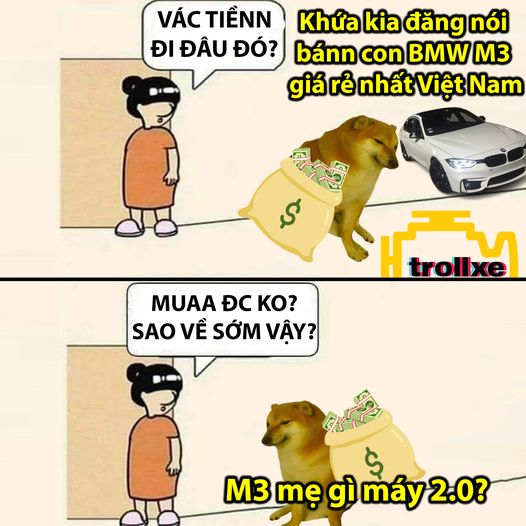 VÁC TIỀNN
ĐI ĐÂU ĐÓ?
Khứa kia đăng nói
bánn con BMW M3
giá rẻ nhất Việt Nam
trollxe
MUAA ĐC KO?
SAO VỀ SỚM VẬY?
M3 mẹ gì máy 2.0?